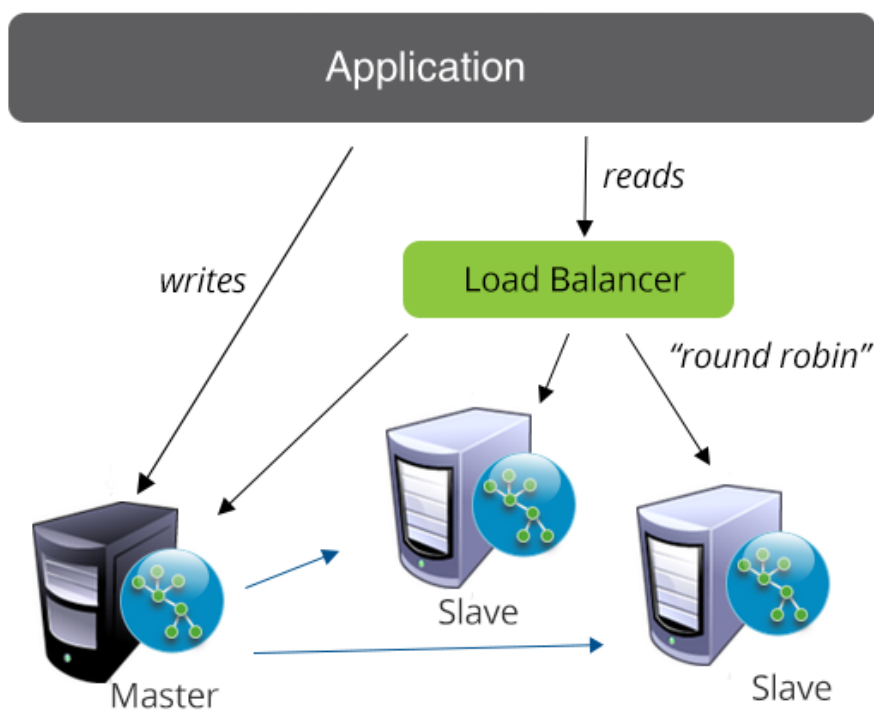 Application
reads
writes
Load Balancer
“round robin”
Slave
Master
Slave